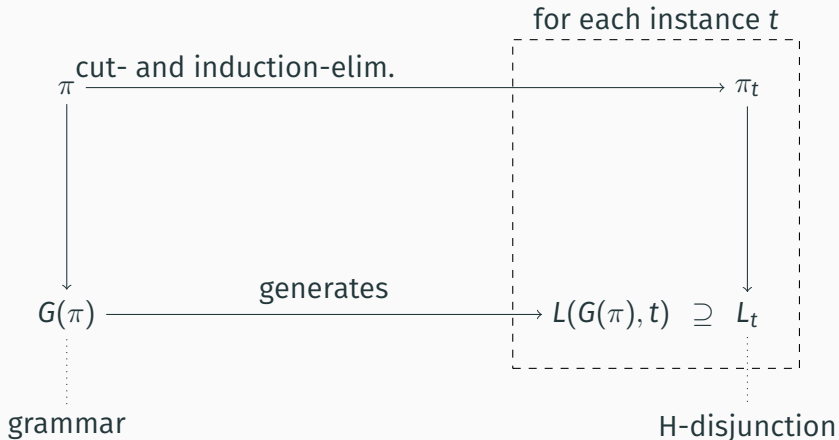 for each instance t
cut- and induction-elim.
π
π_t
generates
G(π)
L(G(π), t) ⊇ L_t
grammar
H-disjunction